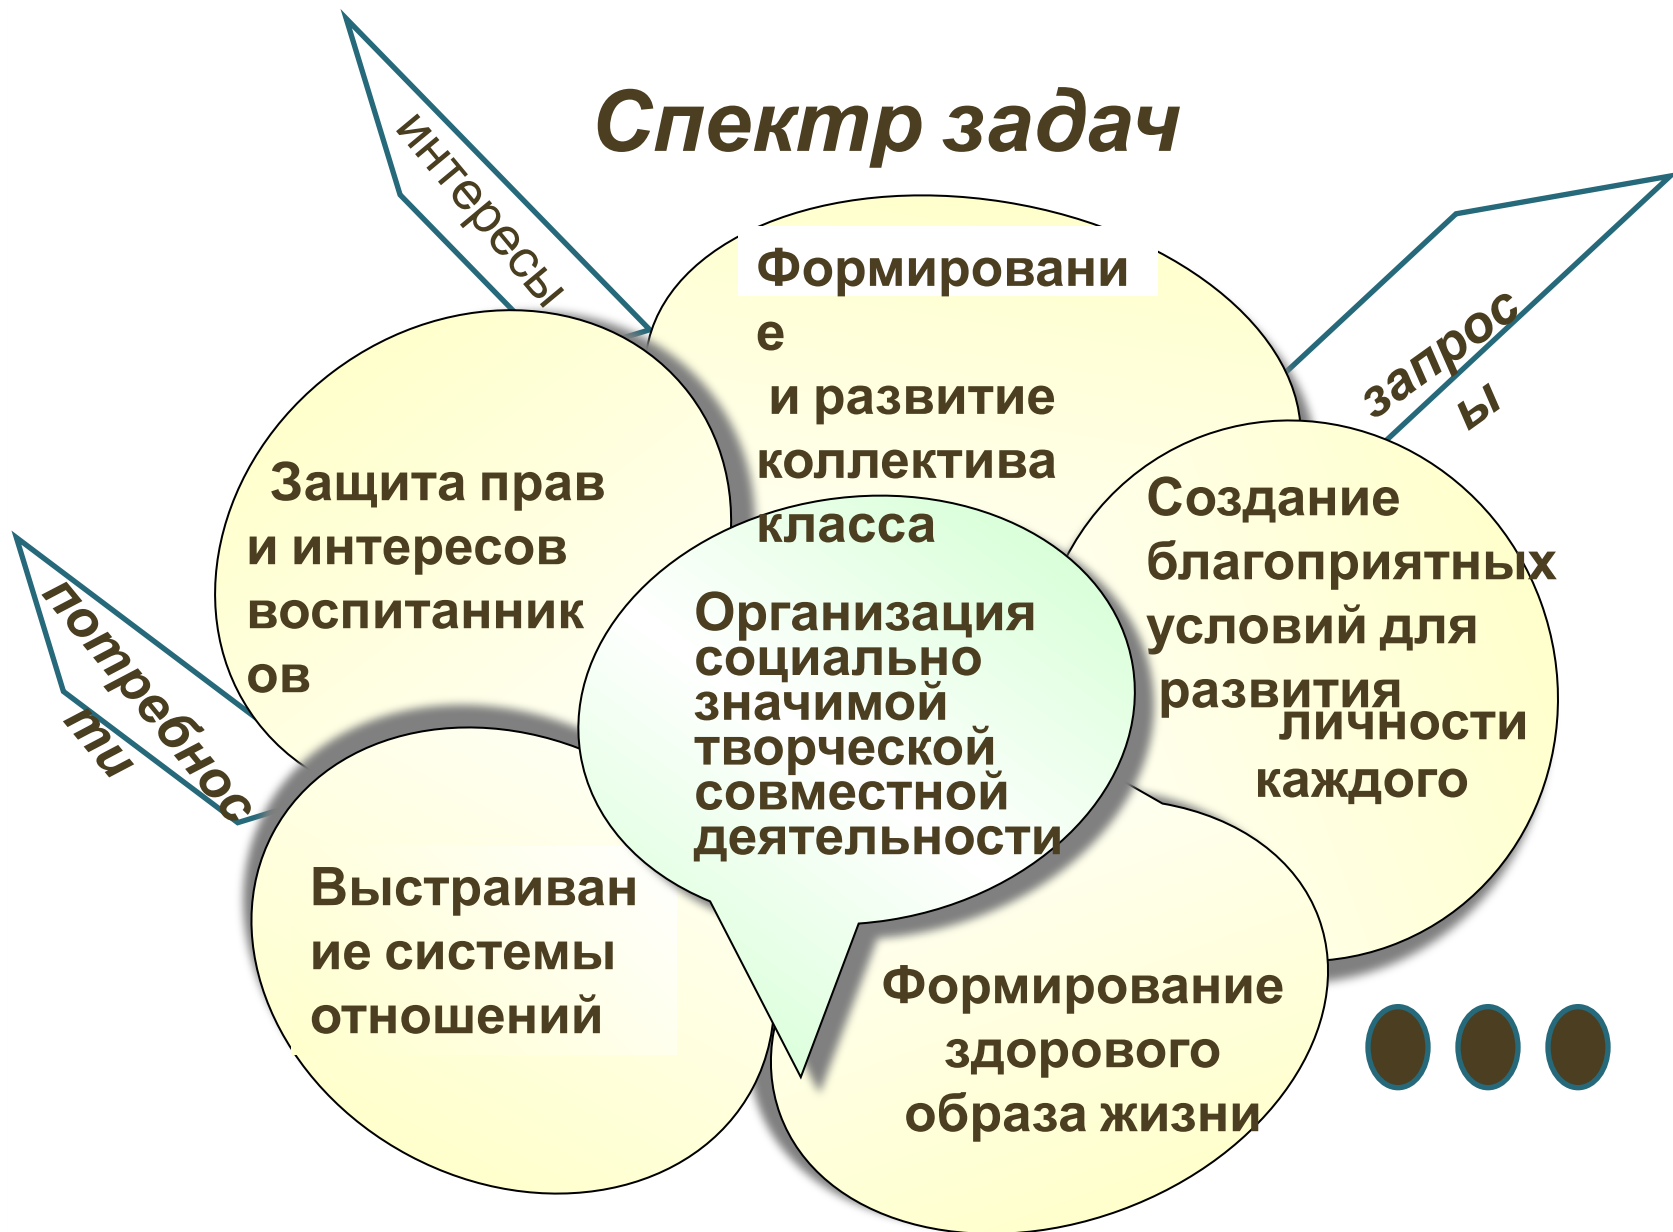 Спектр задач
интересы
запрос
ы
потребнос
ти
Формировани
е
и развитие
коллектива
класса
Защита прав
и интересов
воспитанник
ов
Создание
благоприятных
условий для
развития
личности
каждого
Организация
социально
значимой
творческой
совместной
деятельности
Выстраиван
ие системы
отношений
Формирование
здорового
образа жизни